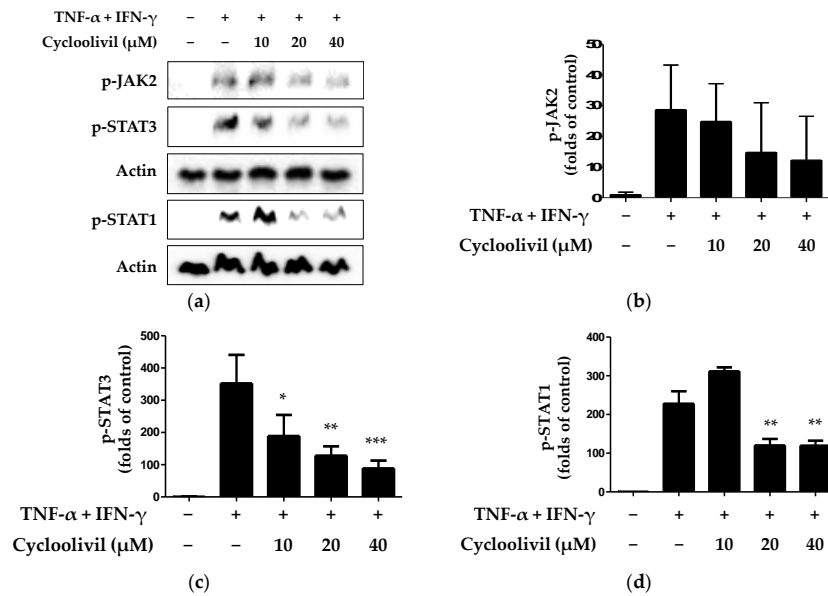 TNF-α + IFN-γ – + + + +
Cycloolivil (μM) – – 10 20 40
p-JAK2
p-STAT3
Actin
p-STAT1
Actin
(a)
p-JAK2
(folds of control)
50
40
30
20
10
0
TNF-α + IFN-γ – + + + +
Cycloolivil (μM) – – 10 20 40
(b)
p-STAT3
(folds of control)
500
400
300
200
100
0
*
**
***
TNF-α + IFN-γ – + + + +
Cycloolivil (μM) – – 10 20 40
(c)
p-STAT1
(folds of control)
400
300
200
100
0
** **
TNF-α + IFN-γ – + + + +
Cycloolivil (μM) – – 10 20 40
(d)